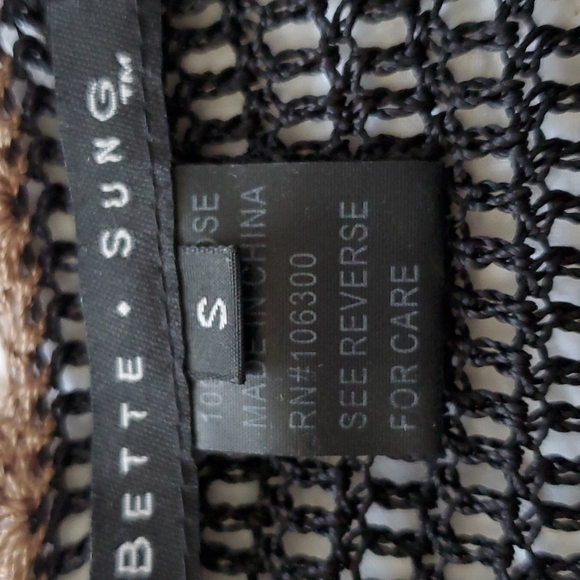 BETTE • SUNG™
S
MADE IN CHINA
RN#106300
SEE REVERSE
FOR CARE